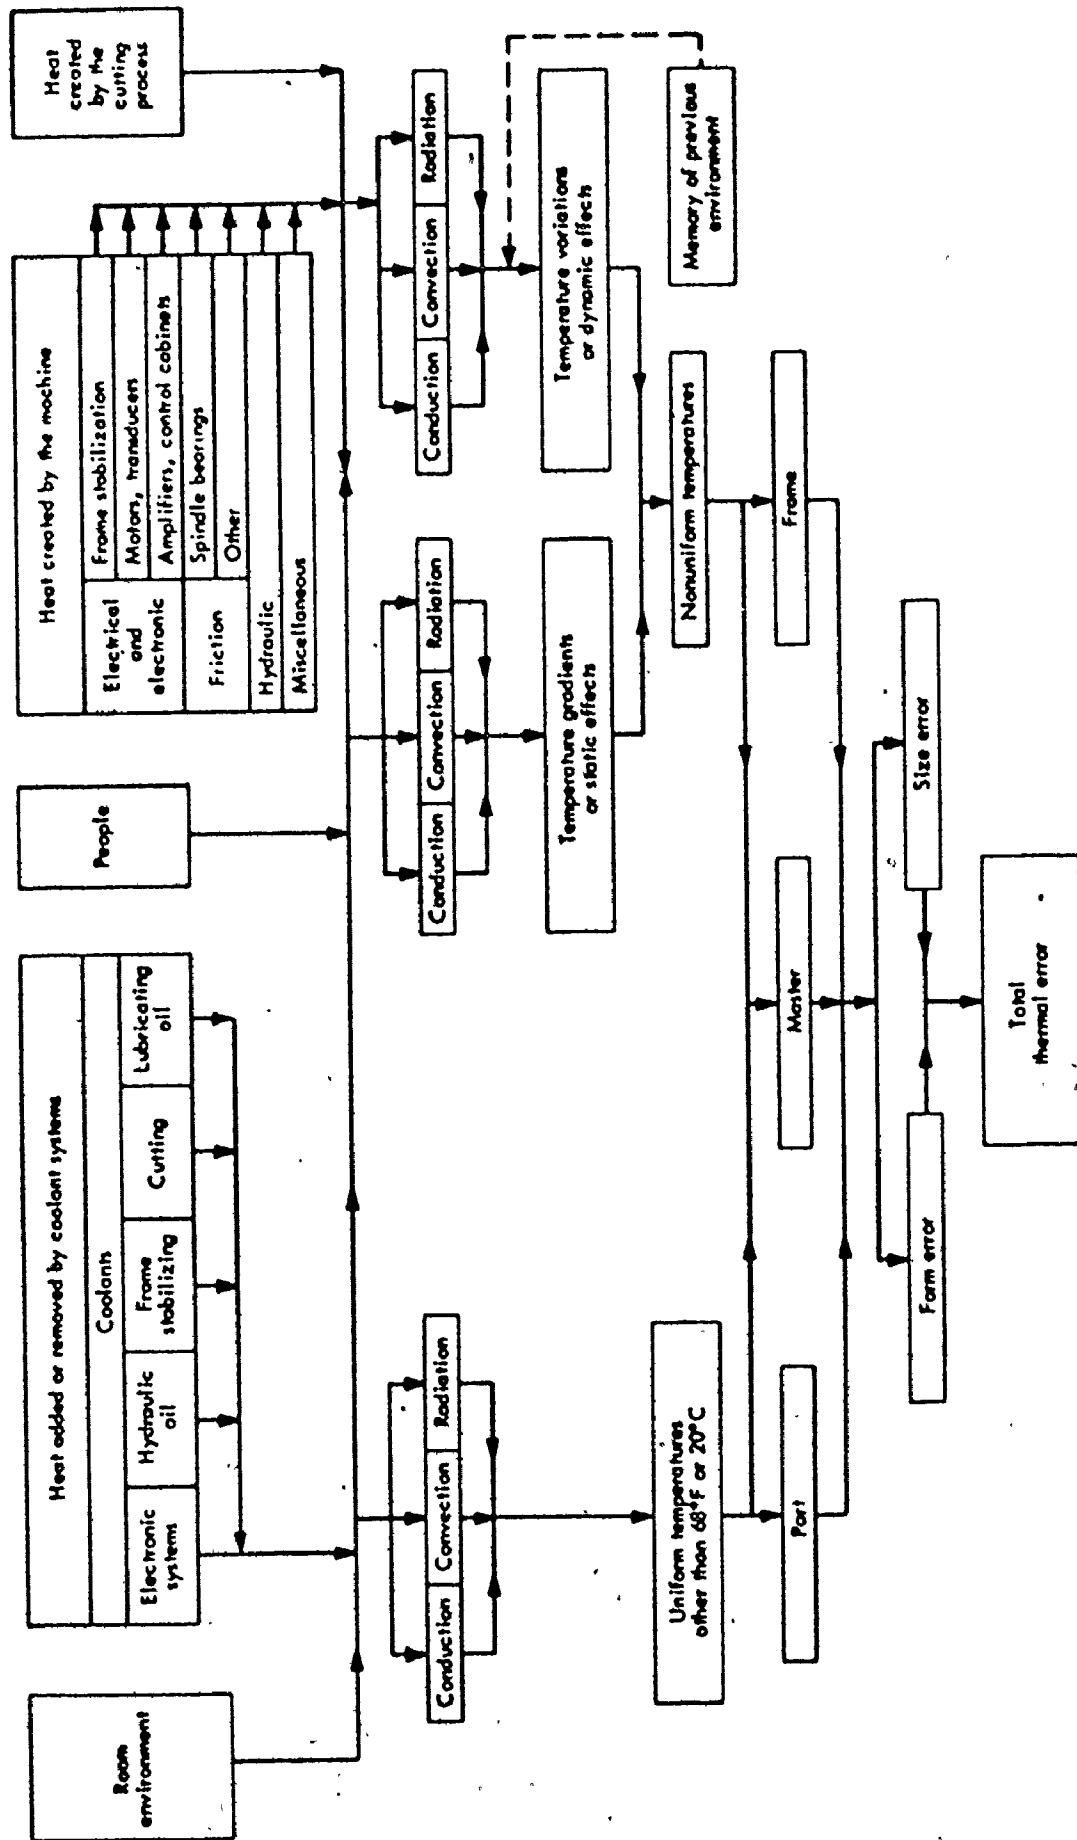 Room
environment
Heat added or removed by coolant systems
Coolants
Electronic
systems
Hydraulic
oil
Frame
stabilizing
Cutting
Lubricating
oil
People
Heat created by the machine
Electrical
and
electronic
Frame stabilization
Motors, transducers
Amplifiers, control cabinets
Friction
Spindle bearings
Other
Hydraulic
Miscellaneous
Heat
created
by the
cutting
process
Conduction
Convection
Radiation
Conduction
Convection
Radiation
Conduction
Convection
Radiation
Uniform temperatures
other than 68°F or 20°C
Temperature gradients
or static effects
Temperature variations
or dynamic effects
Memory of previous
environment
Nonuniform temperatures
Part
Master
Frame
Form error
Size error
Total
thermal error